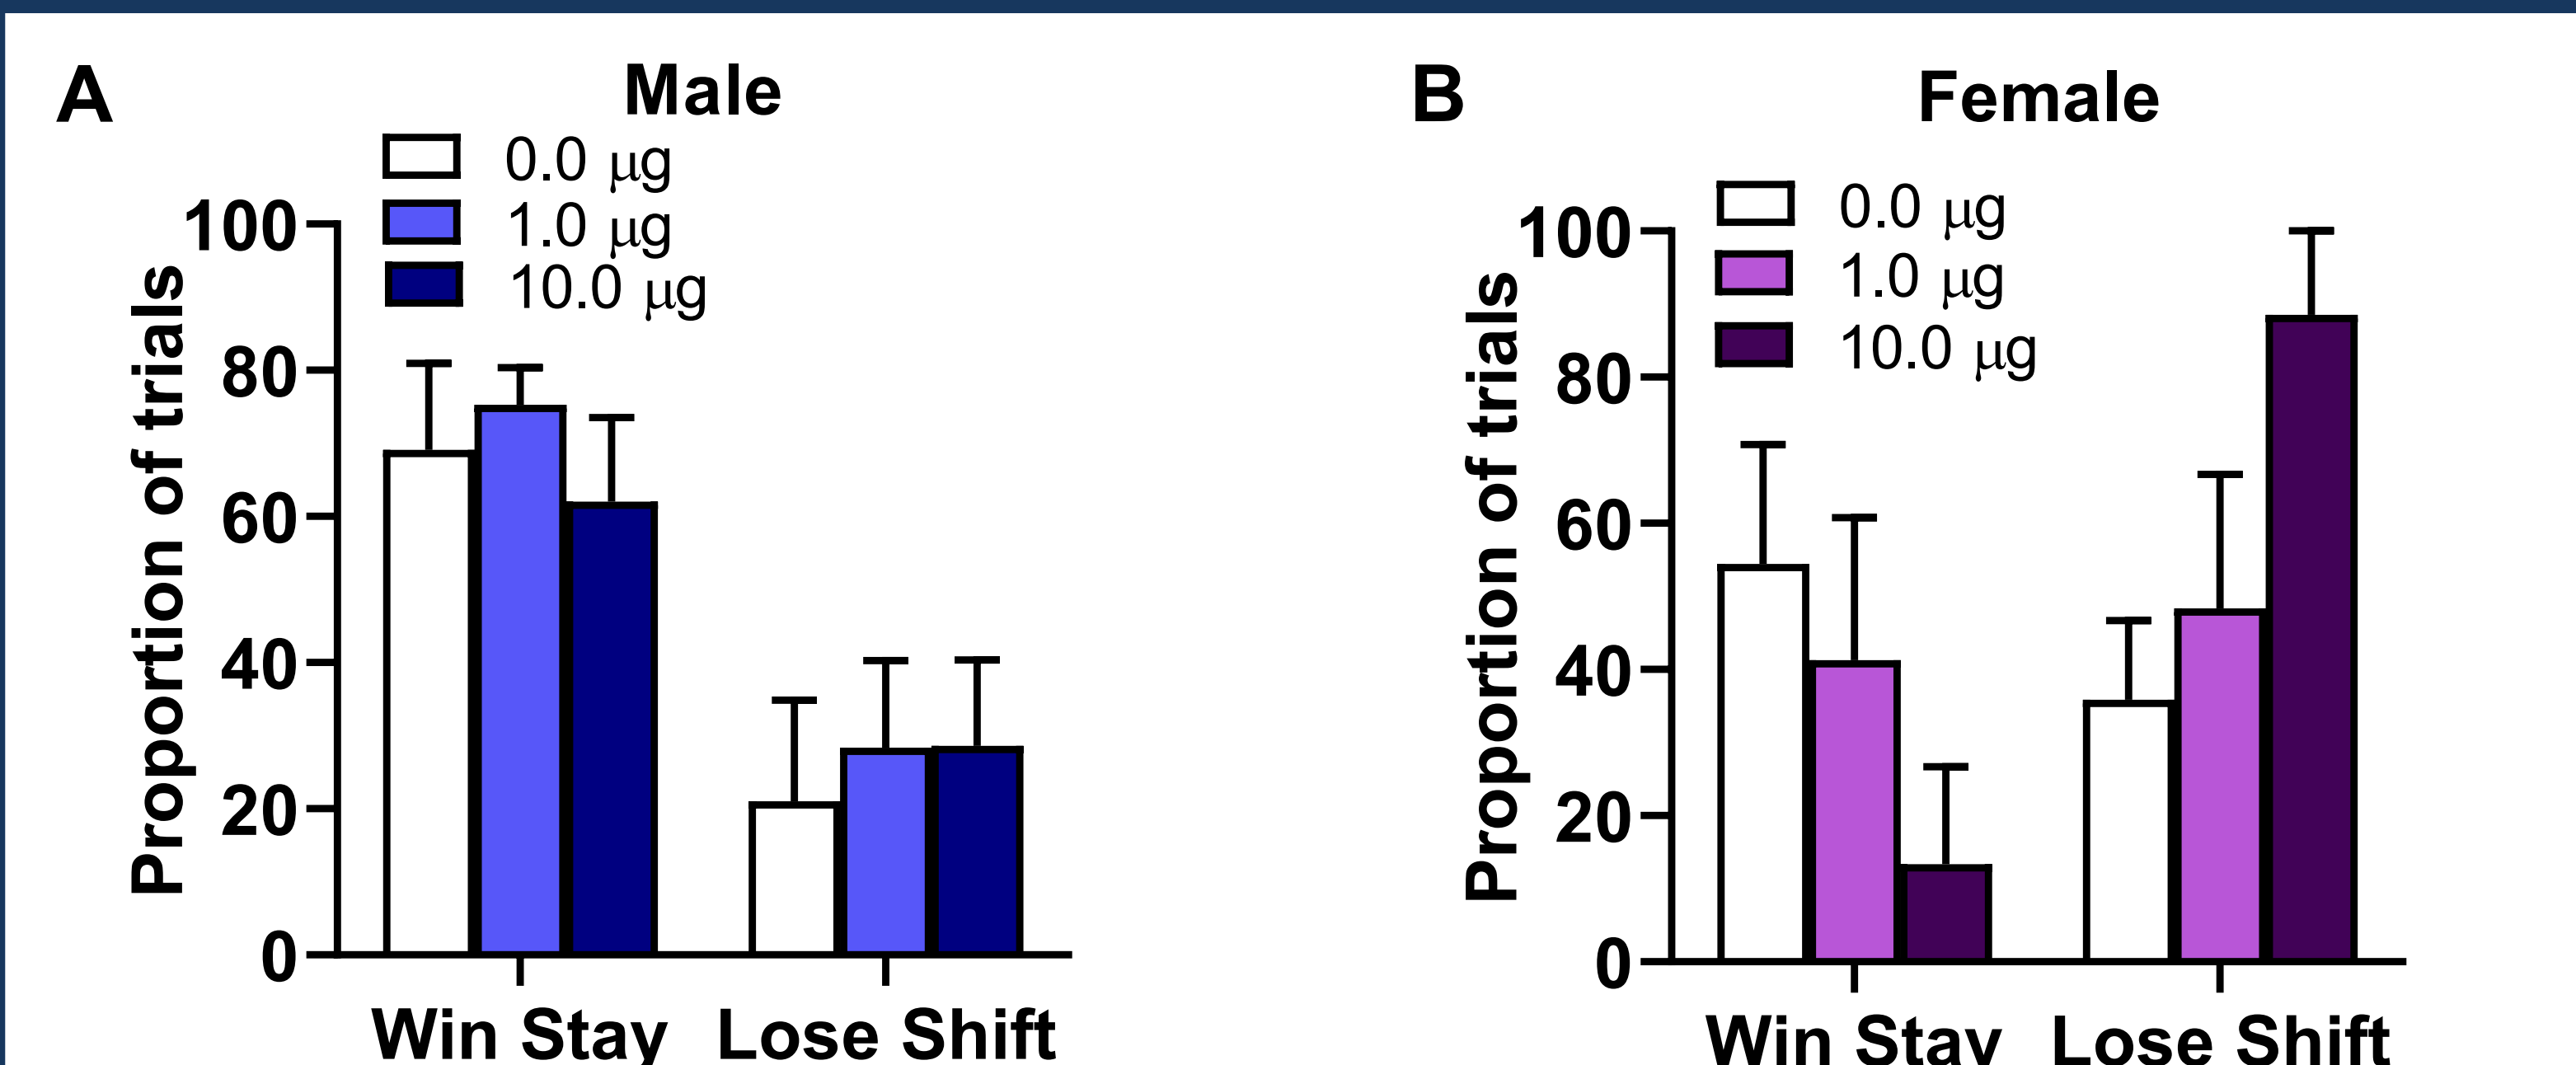 A
Male
0.0 µg
1.0 µg
10.0 µg
Proportion of trials
100
80
60
40
20
0
Win Stay
Lose Shift
B
Female
0.0 µg
1.0 µg
10.0 µg
Proportion of trials
100
80
60
40
20
0
Win Stay
Lose Shift